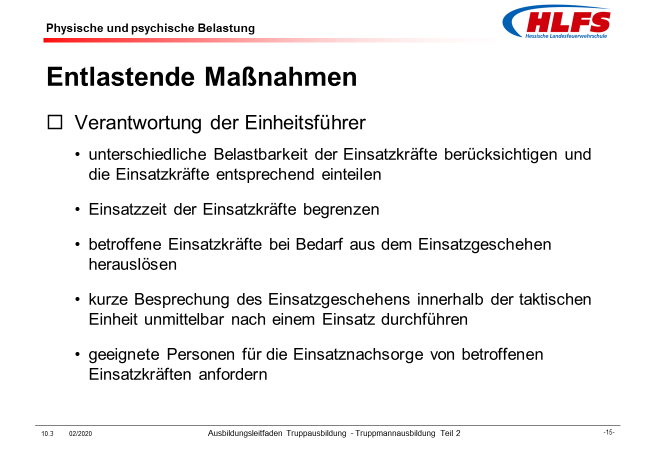 Physische und psychische Belastung
HLFS
Hessische Landesfeuerwehrschule
Entlastende Maßnahmen
Verantwortung der Einheitsführer
• unterschiedliche Belastbarkeit der Einsatzkräfte berücksichtigen und
die Einsatzkräfte entsprechend einteilen
• Einsatzzeit der Einsatzkräfte begrenzen
• betroffene Einsatzkräfte bei Bedarf aus dem Einsatzgeschehen
herauslösen
• kurze Besprechung des Einsatzgeschehens innerhalb der taktischen
Einheit unmittelbar nach einem Einsatz durchführen
• geeignete Personen für die Einsatznachsorge von betroffenen
Einsatzkräften anfordern
10.3 02/2020 Ausbildungsleitfaden Truppausbildung - Truppmannausbildung Teil 2 -15-